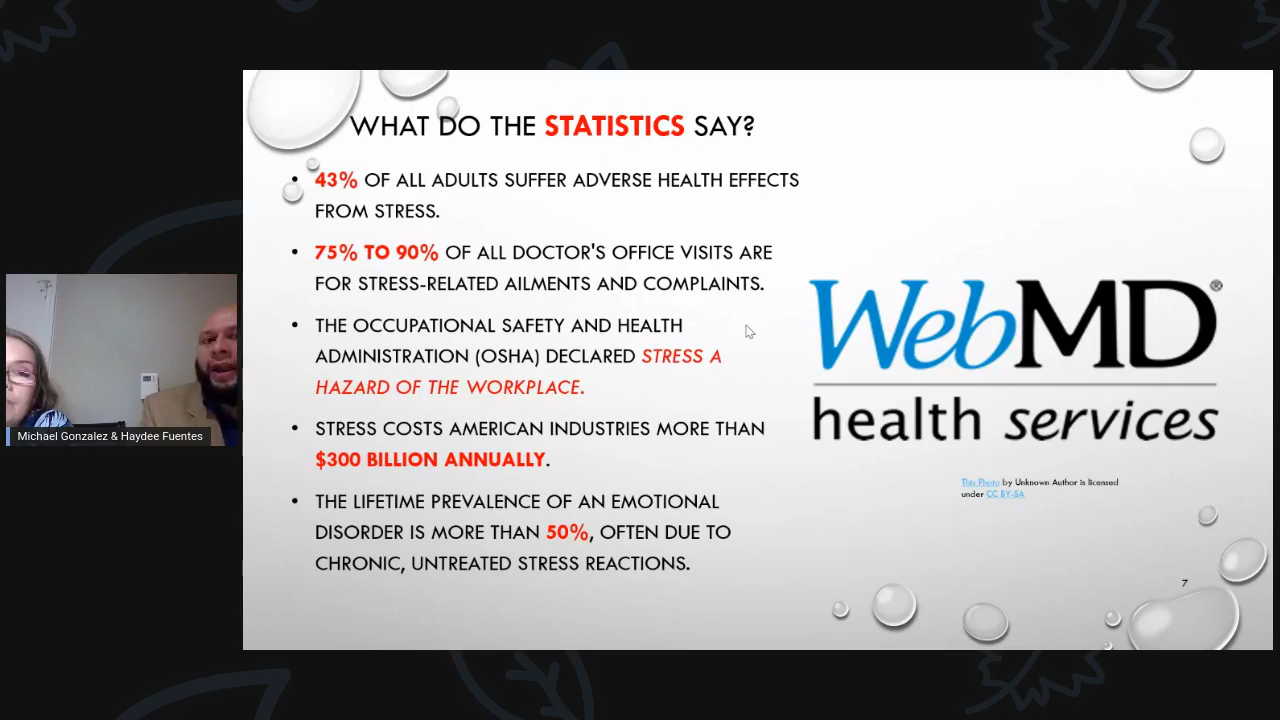 WHAT DO THE STATISTICS SAY?
• 43% OF ALL ADULTS SUFFER ADVERSE HEALTH EFFECTS
FROM STRESS.
• 75% TO 90% OF ALL DOCTOR'S OFFICE VISITS ARE
FOR STRESS-RELATED AILMENTS AND COMPLAINTS.
• THE OCCUPATIONAL SAFETY AND HEALTH
ADMINISTRATION (OSHA) DECLARED STRESS A
HAZARD OF THE WORKPLACE.
• STRESS COSTS AMERICAN INDUSTRIES MORE THAN
$300 BILLION ANNUALLY.
• THE LIFETIME PREVALENCE OF AN EMOTIONAL
DISORDER IS MORE THAN 50%, OFTEN DUE TO
CHRONIC, UNTREATED STRESS REACTIONS.
WebMD®
health services
This Photo by Unknown Author is licensed
under CC BY-SA
7
Michael Gonzalez & Haydee Fuentes